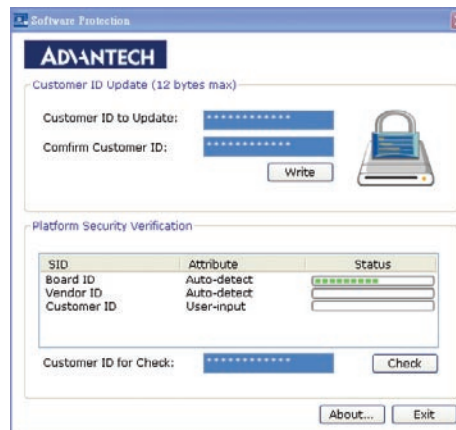 Software Protection
ADVANTECH
Customer ID Update (12 bytes max)
Customer ID to Update: ************
Comfirm Customer ID: ************
Write
Platform Security Verification
SID Attribute Status
Board ID Auto-detect
Vendor ID Auto-detect
Customer ID User-input
Customer ID for Check: ************
Check
About... Exit